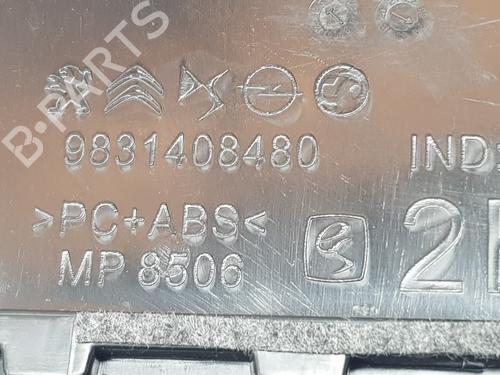 9831408480
IND:
>PC+ABS<
MP 8506
2
B-PARTS